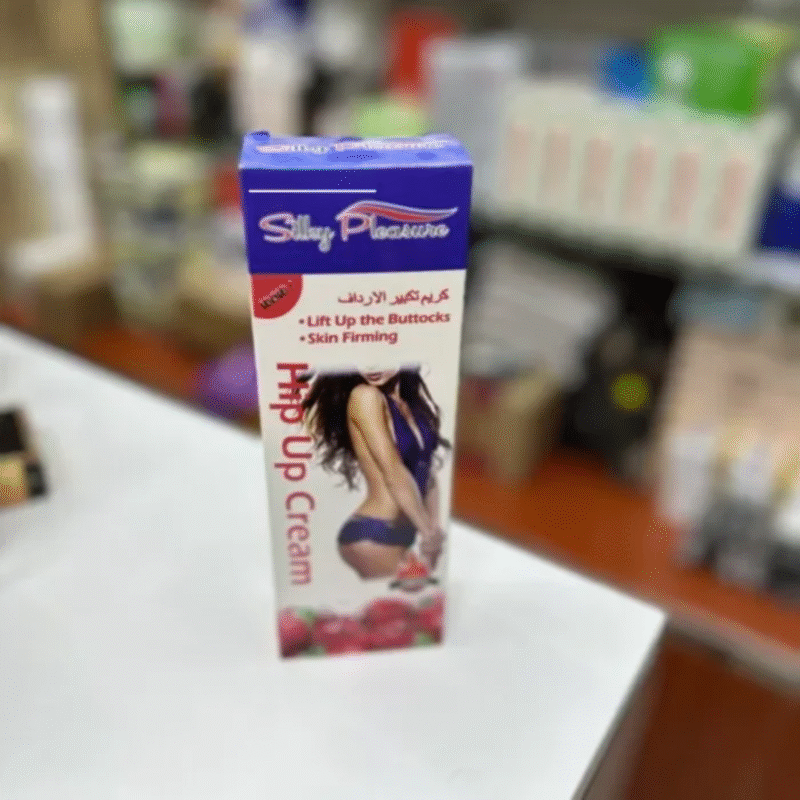 Silky Pleasure
كريم تكبير الارداف
• Lift Up the Buttocks
• Skin Firming
Hip Up Cream